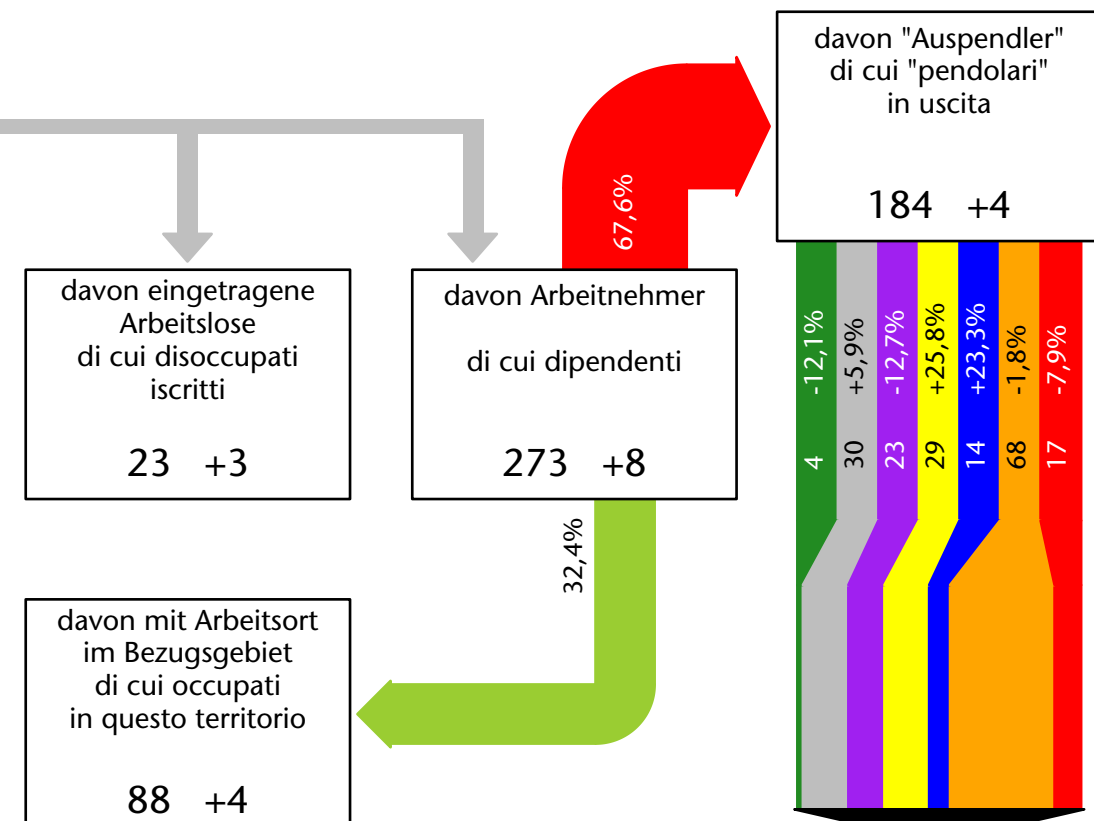 davon "Auspendler"
di cui "pendolari"
in uscita
184 +4
67,6%
davon eingetragene
Arbeitslose
di cui disoccupati
iscritti
23 +3
davon Arbeitnehmer
di cui dipendenti
273 +8
4 -12,1%
30 +5,9%
23 -12,7%
29 +25,8%
14 +23,3%
68 -1,8%
17 -7,9%
32,4%
davon mit Arbeitsort
im Bezugsgebiet
di cui occupati
in questo territorio
88 +4